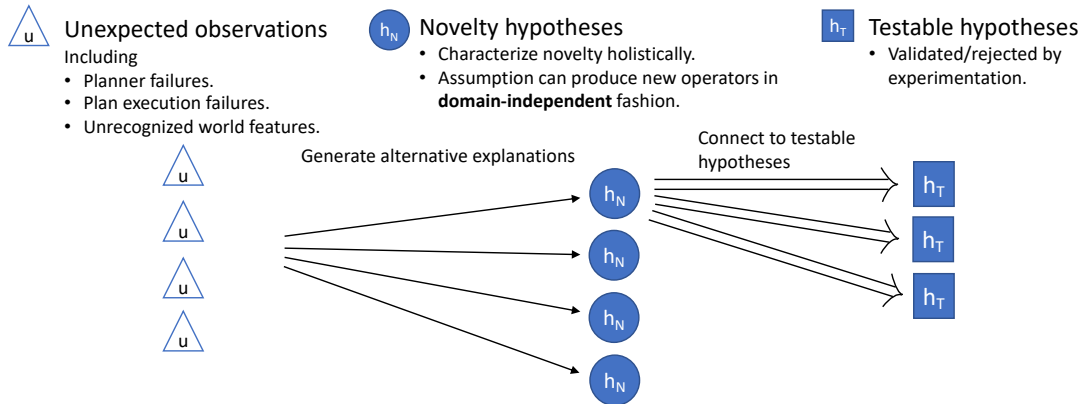 u
Unexpected observations
Including
• Planner failures.
• Plan execution failures.
• Unrecognized world features.
hN
Novelty hypotheses
• Characterize novelty holistically.
• Assumption can produce new operators in
domain-independent fashion.
hT
Testable hypotheses
• Validated/rejected by
experimentation.
Generate alternative explanations
Connect to testable
hypotheses
u
u
u
u
hN
hN
hN
hN
hT
hT
hT